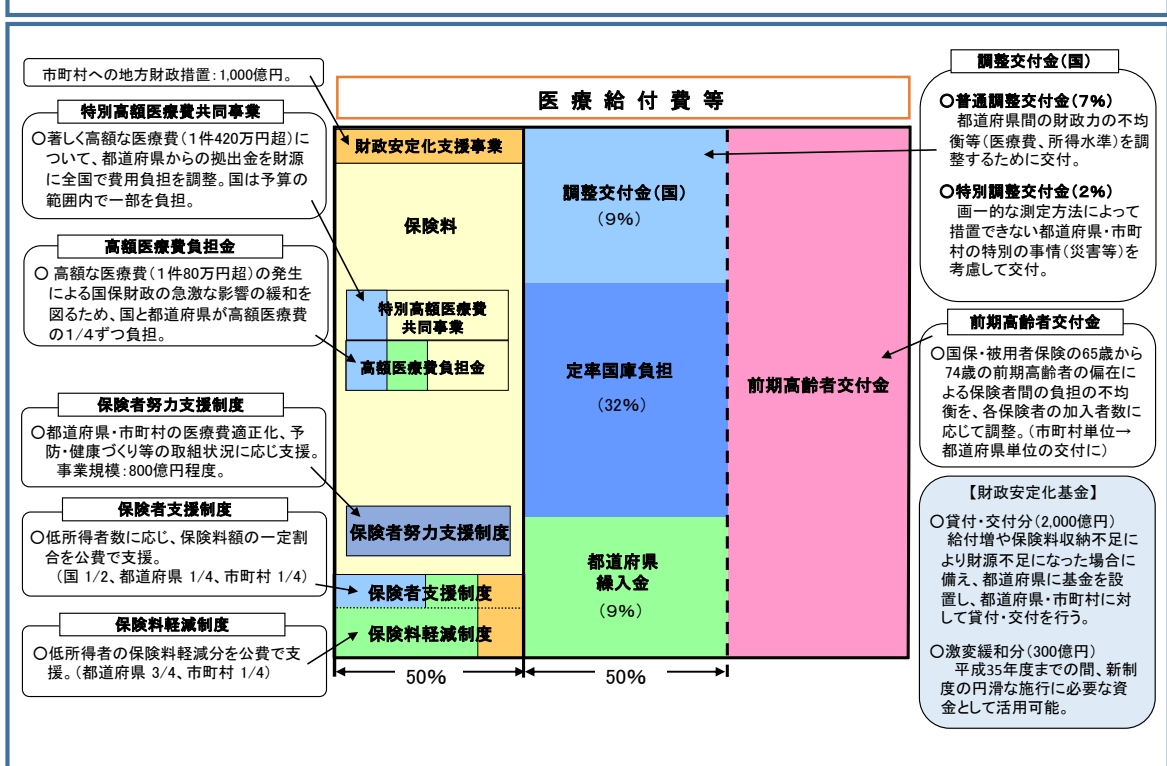 市町村への地方財政措置：1,000億円。
特別高額医療費共同事業
○著しく高額な医療費（1件420万円超）に
ついて、都道府県からの拠出金を財源
に全国で費用負担を調整。国は予算の
範囲内で一部を負担。
高額医療費負担金
○ 高額な医療費（1件80万円超）の発生
による国保財政の急激な影響の緩和を
図るため、国と都道府県が高額医療費
の1/4ずつ負担。
保険者努力支援制度
○都道府県・市町村の医療費適正化、予
防・健康づくり等の取組状況に応じ支援。
事業規模：800億円程度。
保険者支援制度
○低所得者数に応じ、保険料額の一定割
合を公費で支援。
（国 1/2、都道府県 1/4、市町村 1/4）
保険料軽減制度
○低所得者の保険料軽減分を公費で支
援。（都道府県 3/4、市町村 1/4）
医 療 給 付 費 等
財政安定化支援事業
保険料
特別高額医療費
共同事業
高額医療費負担金
保険者努力支援制度
保険者支援制度
保険料軽減制度
50%
調整交付金（国）
（9%）
定率国庫負担
（32%）
都道府県
繰入金
（9%）
50%
前期高齢者交付金
調整交付金（国）
○普通調整交付金（7%）
都道府県間の財政力の不均
衡等（医療費、所得水準）を調
整するために交付。
○特別調整交付金（2%）
画一的な測定方法によって
措置できない都道府県・市町
村の特別の事情（災害等）を
考慮して交付。
前期高齢者交付金
○国保・被用者保険の65歳から
74歳の前期高齢者の偏在に
よる保険者間の負担の不均
衡を、各保険者の加入者数に
応じて調整。（市町村単位→
都道府県単位の交付に）
【財政安定化基金】
○貸付・交付分（2,000億円）
給付増や保険料収納不足に
より財源不足になった場合に
備え、都道府県に基金を設
置し、都道府県・市町村に対
して貸付・交付を行う。
○激変緩和分（300億円）
平成35年度までの間、新制
度の円滑な施行に必要な資
金として活用可能。